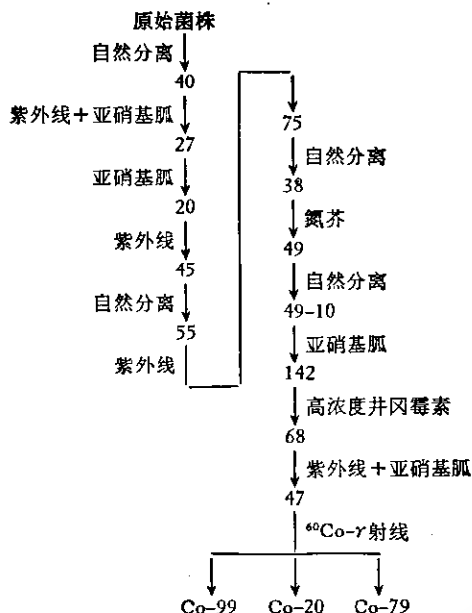 原始菌株
自然分离
40
紫外线+亚硝基胍
27
亚硝基胍
20
紫外线
45
自然分离
55
紫外线
75
自然分离
38
氮芥
49
自然分离
49-10
亚硝基胍
142
高浓度井冈霉素
68
紫外线+亚硝基胍
47
⁶⁰Co-γ射线
Co-99 Co-20 Co-79